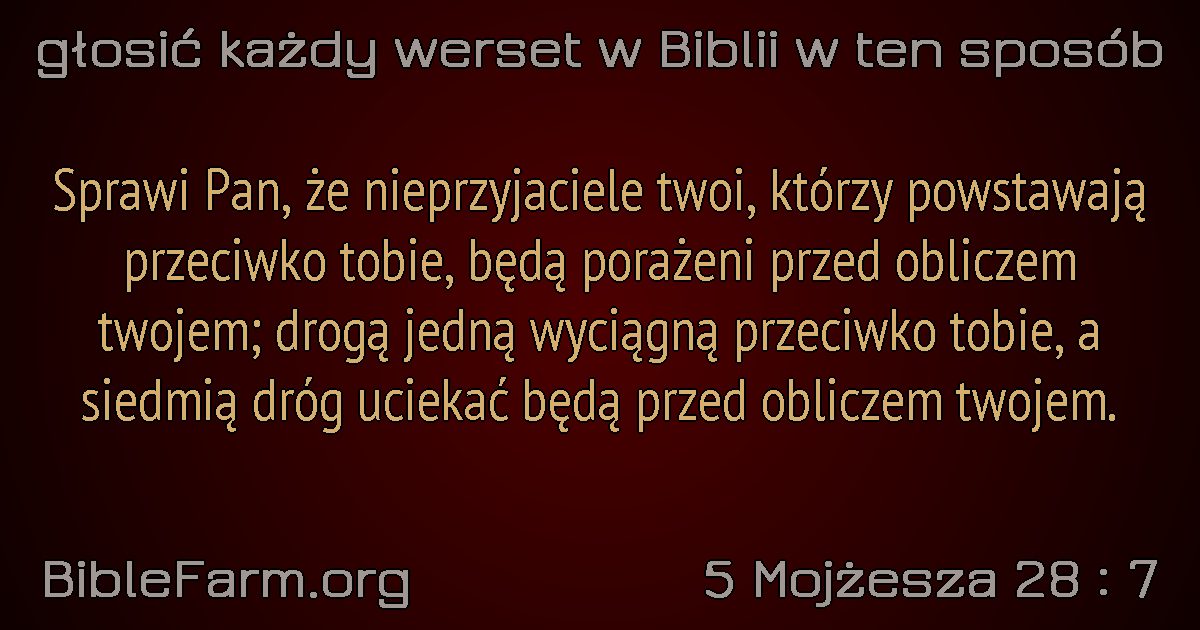 głosić każdy werset w Biblii w ten sposób
Sprawi Pan, że nieprzyjaciele twoi, którzy powstawają
przeciwko tobie, będą porażeni przed obliczem
twojem; drogą jedną wyciągną przeciwko tobie, a
siedmią dróg uciekać będą przed obliczem twojem.
BibleFarm.org
5 Mojżesza 28 : 7